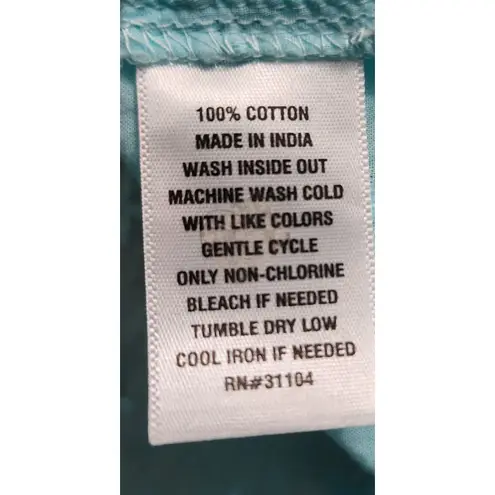 100% COTTON
MADE IN INDIA
WASH INSIDE OUT
MACHINE WASH COLD
WITH LIKE COLORS
GENTLE CYCLE
ONLY NON-CHLORINE
BLEACH IF NEEDED
TUMBLE DRY LOW
COOL IRON IF NEEDED
RN#31104